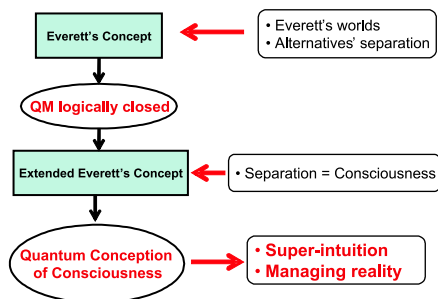 Everett's Concept
• Everett's worlds
• Alternatives' separation
QM logically closed
Extended Everett's Concept
• Separation = Consciousness
Quantum Conception
of Consciousness
• Super-intuition
• Managing reality